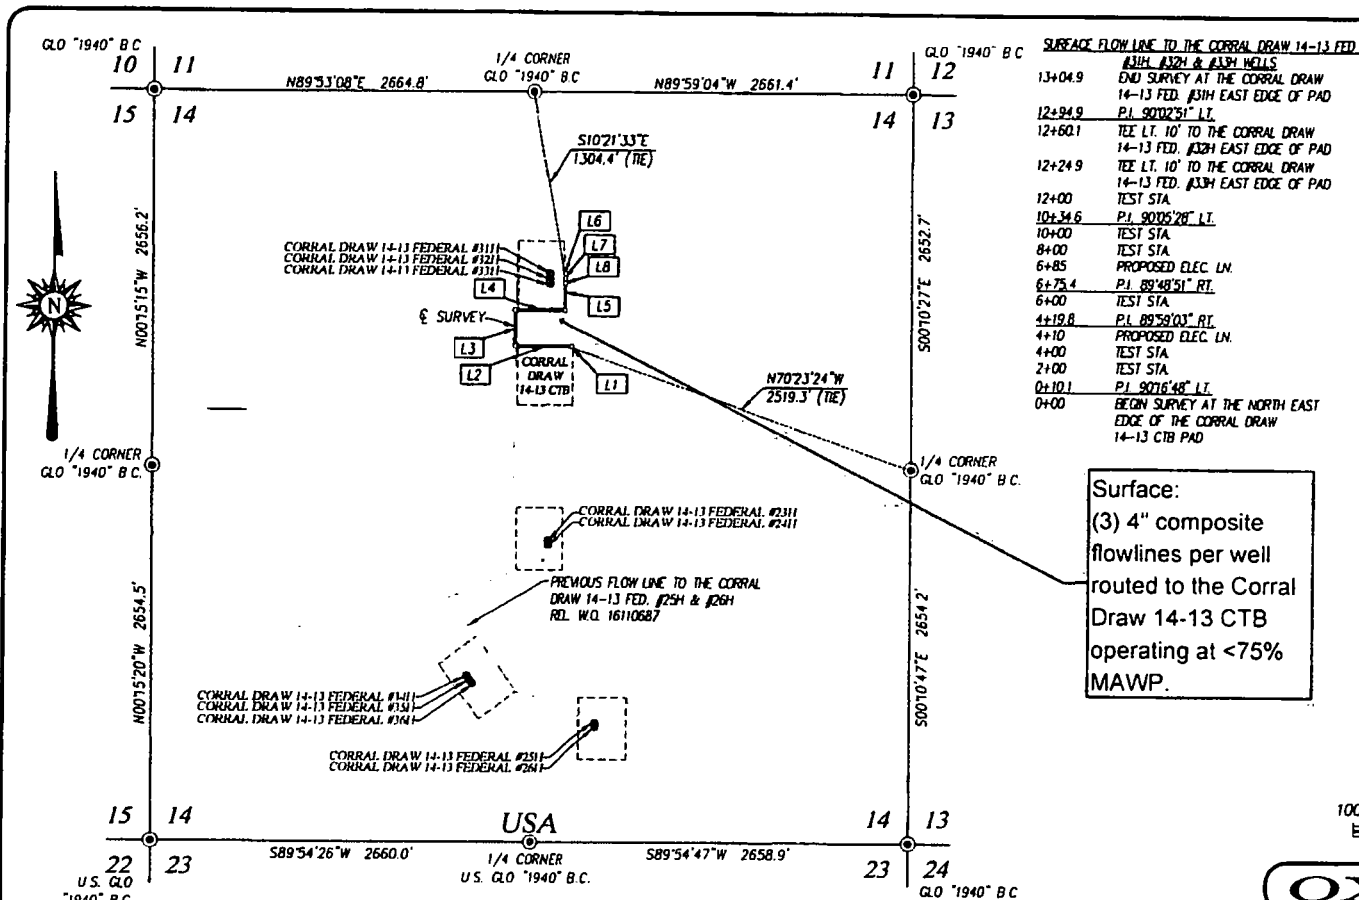 GLO "1940" B C
10 11
15 14
1/4 CORNER
GLO "1940" B C
N89°53'08"E 2664.8'
N89°59'04"W 2661.4'
GLO "1940" B C
11 12
14 13
S10°21'33"E
1304.4' (TIE)
N00°15'15"W 2656.2'
S00°10'27"E 2652.7'
CORRAL DRAW 14-13 FEDERAL #31H
CORRAL DRAW 14-13 FEDERAL #32H
CORRAL DRAW 14-13 FEDERAL #33H
L6
L7
L8
L4
L5
℄ SURVEY
L3
L2
L1
CORRAL
DRAW
14-13 CTB
N
N70°23'24"W
2519.3' (TIE)
1/4 CORNER
GLO "1940" B C.
1/4 CORNER
GLO "1940" B C.
CORRAL DRAW 14-13 FEDERAL #23H
CORRAL DRAW 14-13 FEDERAL #24H
PREVIOUS FLOW LINE TO THE CORRAL
DRAW 14-13 FED. #25H & #26H
REL W.O. 16110687
N00°15'20"W 2654.5'
S00°10'47"E 2654.2'
CORRAL DRAW 14-13 FEDERAL #34H
CORRAL DRAW 14-13 FEDERAL #35H
CORRAL DRAW 14-13 FEDERAL #36H
CORRAL DRAW 14-13 FEDERAL #25H
CORRAL DRAW 14-13 FEDERAL #26H
15 14
22 23
U.S. GLO
"1940" B.C.
USA
S89°54'26"W 2660.0'
1/4 CORNER
U.S. GLO "1940" B.C.
S89°54'47"W 2658.9'
14 13
23 24
GLO "1940" B C
SURFACE FLOW LINE TO THE CORRAL DRAW 14-13 FED
#31H, #32H & #33H WELLS
13+04.9 END SURVEY AT THE CORRAL DRAW
14-13 FED. #31H EAST EDGE OF PAD
12+94.9 P.I. 90°02'51" LT.
12+60.1 TEE LT. 10' TO THE CORRAL DRAW
14-13 FED. #32H EAST EDGE OF PAD
12+24.9 TEE LT. 10' TO THE CORRAL DRAW
14-13 FED. #33H EAST EDGE OF PAD
12+00 TEST STA.
10+34.6 P.I. 90°05'28" LT.
10+00 TEST STA.
8+00 TEST STA.
6+85 PROPOSED ELEC. LN.
6+75.4 P.I. 89°48'51" RT.
6+00 TEST STA.
4+19.8 P.I. 89°59'03" RT.
4+10 PROPOSED ELEC. LN.
4+00 TEST STA.
2+00 TEST STA.
0+10.1 P.I. 90°16'48" LT.
0+00 BEGIN SURVEY AT THE NORTH EAST
EDGE OF THE CORRAL DRAW
14-13 CTB PAD
Surface:
(3) 4" composite
flowlines per well
routed to the Corral
Draw 14-13 CTB
operating at <75%
MAWP.
100